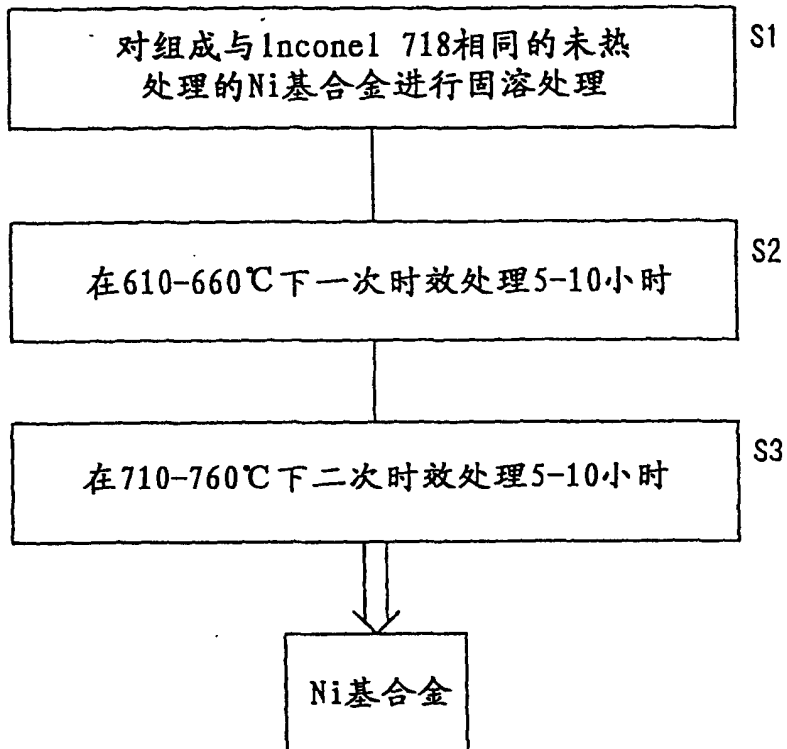 对组成与Inconel 718相同的未热
处理的Ni基合金进行固溶处理
S1
在610-660℃下一次时效处理5-10小时
S2
在710-760℃下二次时效处理5-10小时
S3
Ni基合金